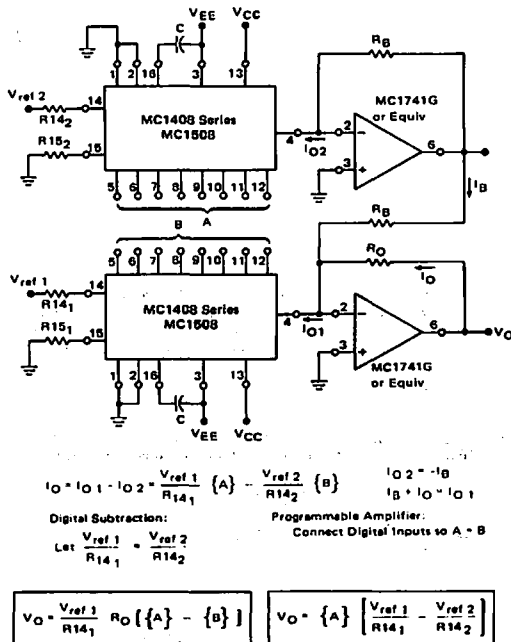 VEE VCC
C
RB
1 2 16 3 13
Vref 2
R142
14
MC1408 Series
MC1508
MC1741G
or Equiv
R152
15
4
IO2
2
6
3
5 6 7 8 9 10 11 12
IB
A
B
RB
5 6 7 8 9 10 11 12
RO
IO
Vref 1
R141
14
MC1408 Series
MC1508
4
IO1
2
6
VO
R151
15
3
MC1741G
or Equiv
1 2 16 3 13
C
VEE VCC
IO = IO1 - IO2 = Vref 1/R141 {A} - Vref 2/R142 {B}
IO2 = -IB
IB + IO = IO1
Digital Subtraction:
Let Vref 1/R141 = Vref 2/R142
Programmable Amplifier:
Connect Digital Inputs so A = B
VO = Vref 1/R141 RO [{A} - {B}]
VO = {A} [Vref 1/R141 - Vref 2/R142]